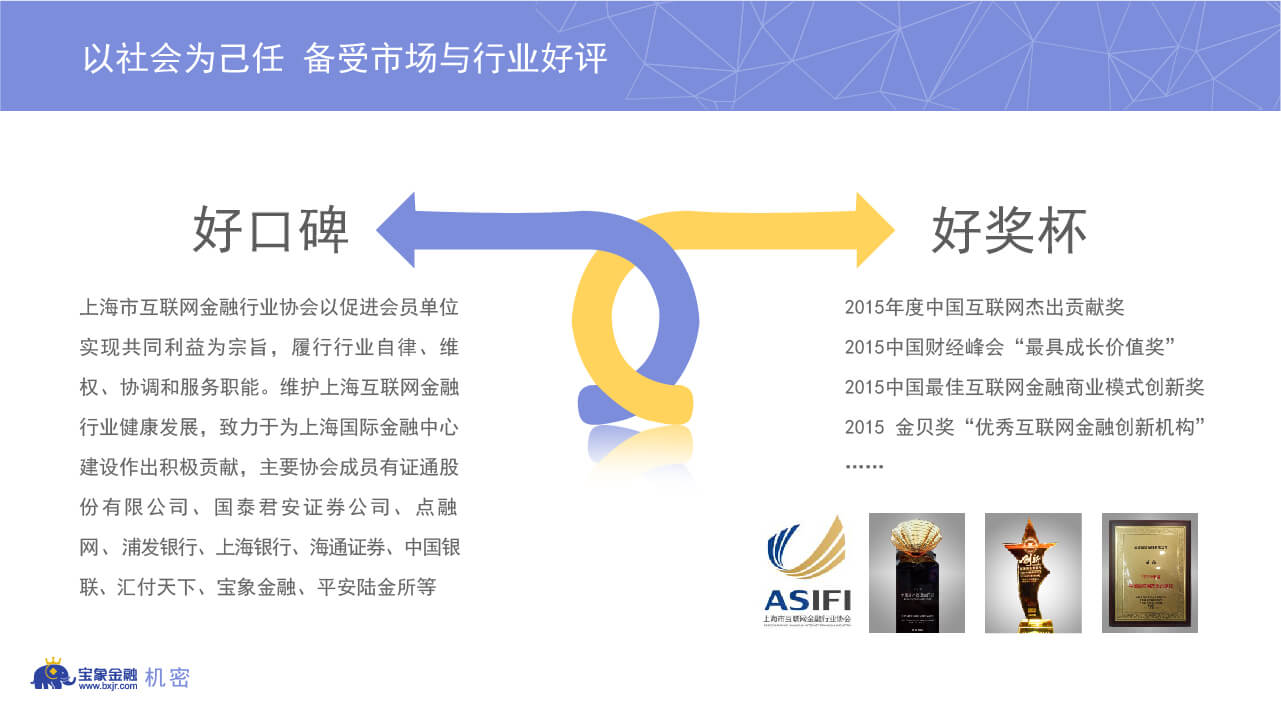 以社会为己任 备受市场与行业好评
好口碑
上海市互联网金融行业协会以促进会员单位
实现共同利益为宗旨，履行行业自律、维
权、协调和服务职能。维护上海互联网金融
行业健康发展，致力于为上海国际金融中心
建设作出积极贡献，主要协会成员有证通股
份有限公司、国泰君安证券公司、点融
网、浦发银行、上海银行、海通证券、中国银
联、汇付天下、宝象金融、平安陆金所等
好奖杯
2015年度中国互联网杰出贡献奖
2015中国财经峰会“最具成长价值奖”
2015中国最佳互联网金融商业模式创新奖
2015 金贝奖“优秀互联网金融创新机构”
……
ASIFI
上海市互联网金融行业协会
创新
宝象金融
www.bxjr.com
机密